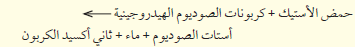 حمض الأستيك + كربونات الصوديوم الهيدروجينية ⟵
أستات الصوديوم + ماء + ثاني أكسيد الكربون